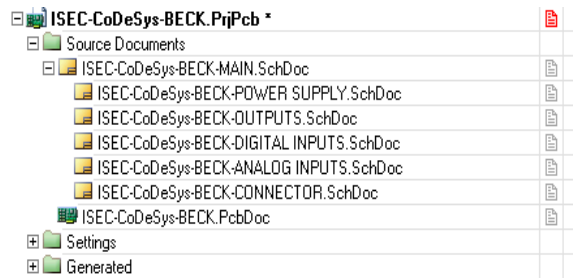 ISEC-CoDeSys-BECK.PrjPcb *
Source Documents
ISEC-CoDeSys-BECK-MAIN.SchDoc
ISEC-CoDeSys-BECK-POWER SUPPLY.SchDoc
ISEC-CoDeSys-BECK-OUTPUTS.SchDoc
ISEC-CoDeSys-BECK-DIGITAL INPUTS.SchDoc
ISEC-CoDeSys-BECK-ANALOG INPUTS.SchDoc
ISEC-CoDeSys-BECK-CONNECTOR.SchDoc
ISEC-CoDeSys-BECK.PcbDoc
Settings
Generated